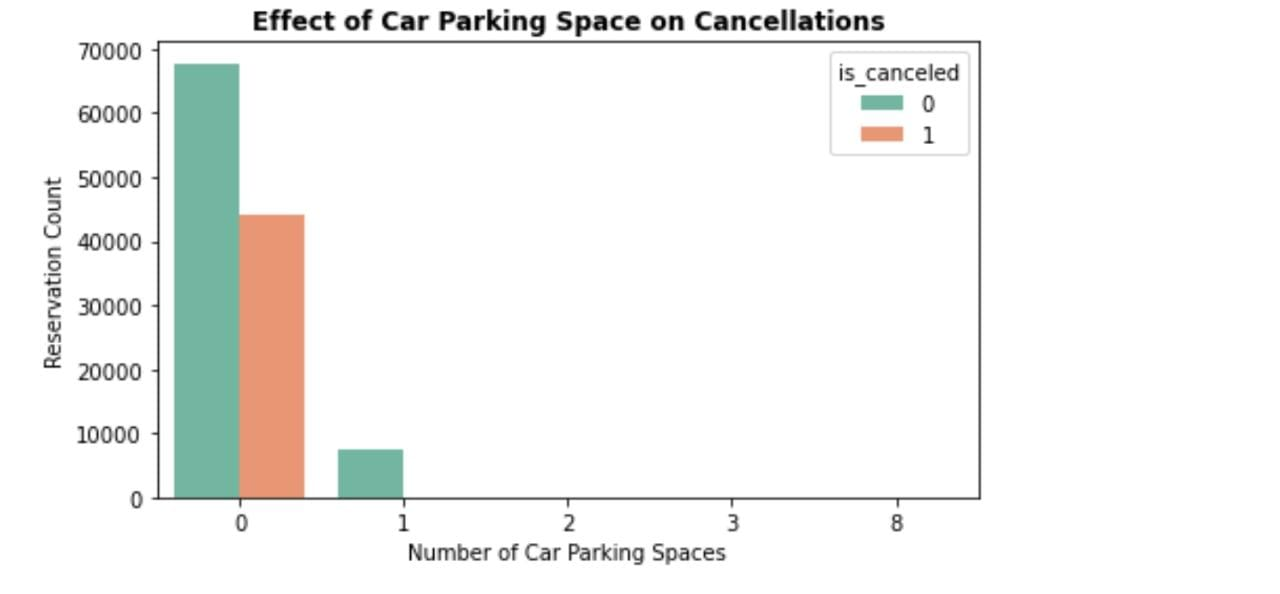 Effect of Car Parking Space on Cancellations
70000
60000
50000
40000
30000
20000
10000
0
Reservation Count
is_canceled
0
1
0 1 2 3 8
Number of Car Parking Spaces